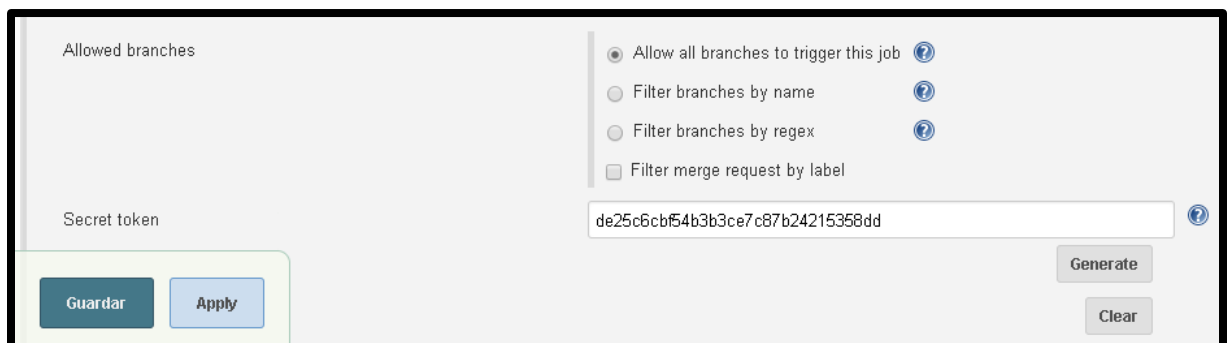 Allowed branches
Allow all branches to trigger this job
Filter branches by name
Filter branches by regex
Filter merge request by label
Secret token
de25c6cbf54b3b3ce7c87b24215358dd
Generate
Guardar
Apply
Clear